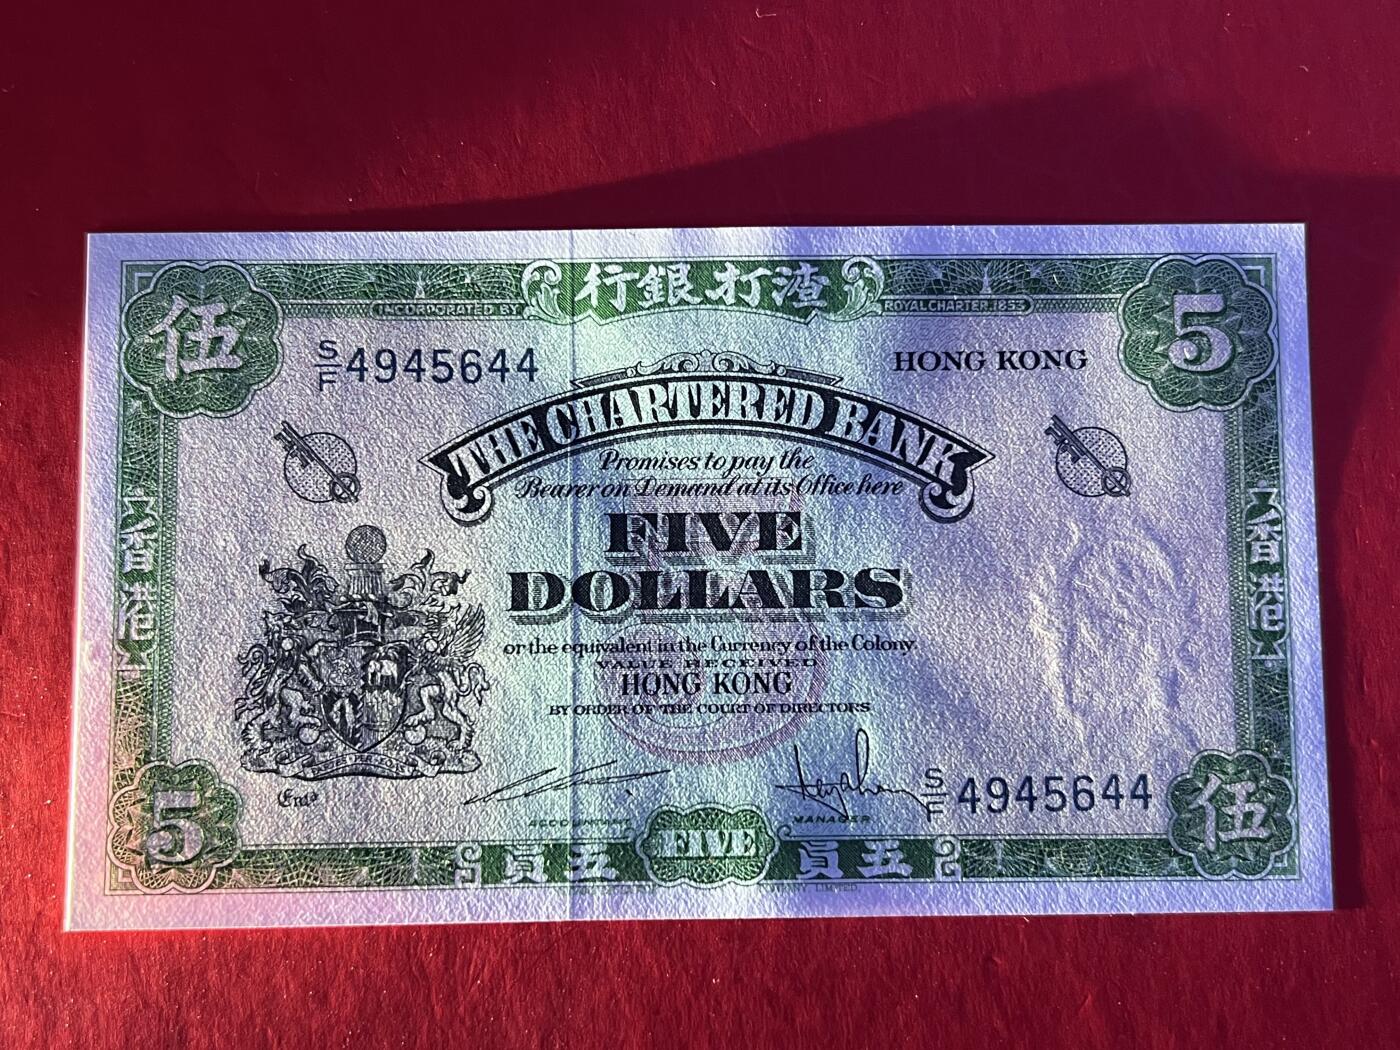 行銀打渣
INCORPORATED BY ROYAL CHARTER.1853
伍
5
S/F 4945644
HONG KONG
THE CHARTERED BANK
Promises to pay the
Bearer on Demand at its Office here
FIVE
DOLLARS
香港
香港
or the equivalent in the Currency of the Colony.
VALUE RECEIVED
HONG KONG
BY ORDER OF THE COURT OF DIRECTORS
S/F 4945644
ACCOUNTANT
MANAGER
5
伍
員五
FIVE
員五
LIMITED